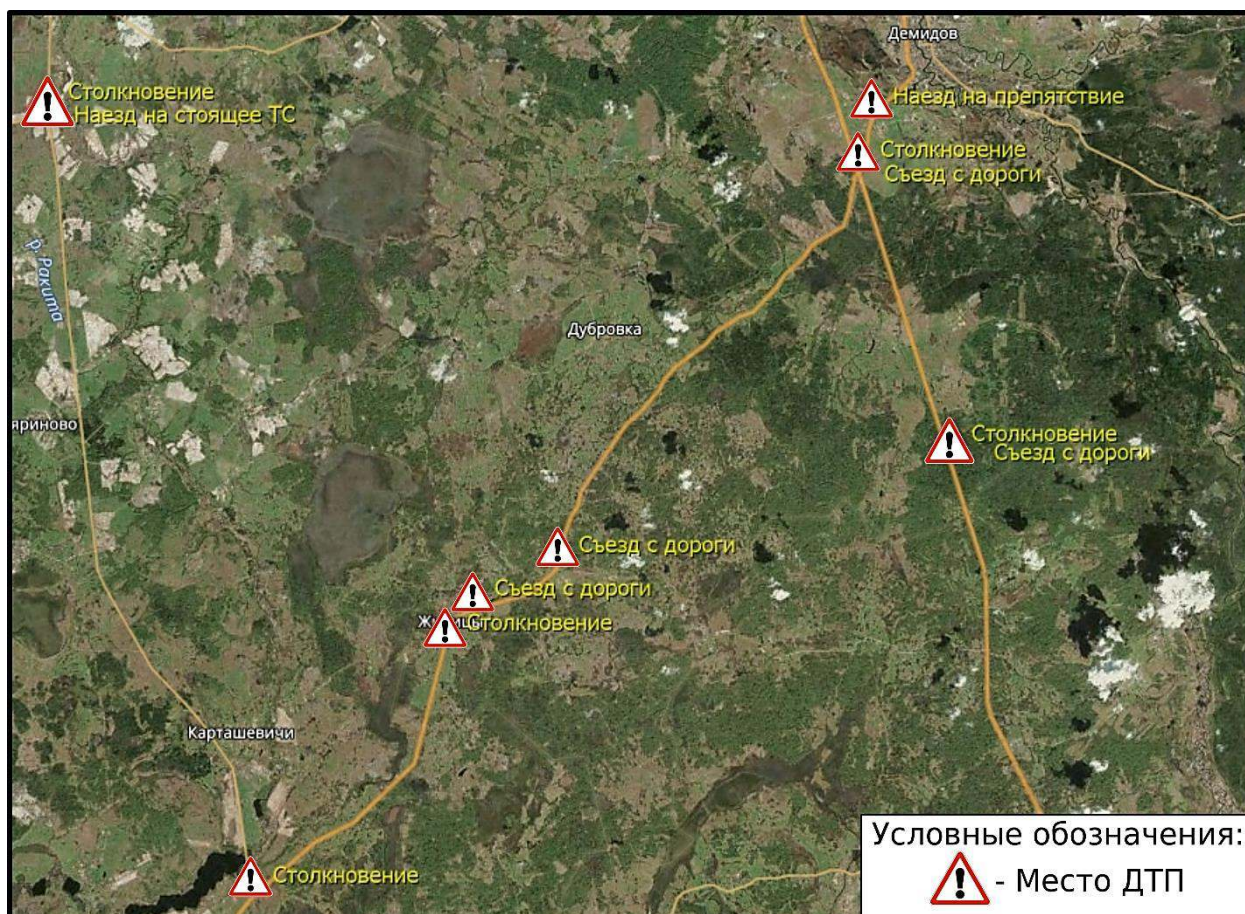 Демидов
Столкновение
Наезд на стоящее ТС
Наезд на препятствие
Столкновение
Съезд с дороги
р. Ракита
Дубровка
яриново
Столкновение
Съезд с дороги
Съезд с дороги
Съезд с дороги
Столкновение
Карташевичи
Столкновение
Условные обозначения:
- Место ДТП